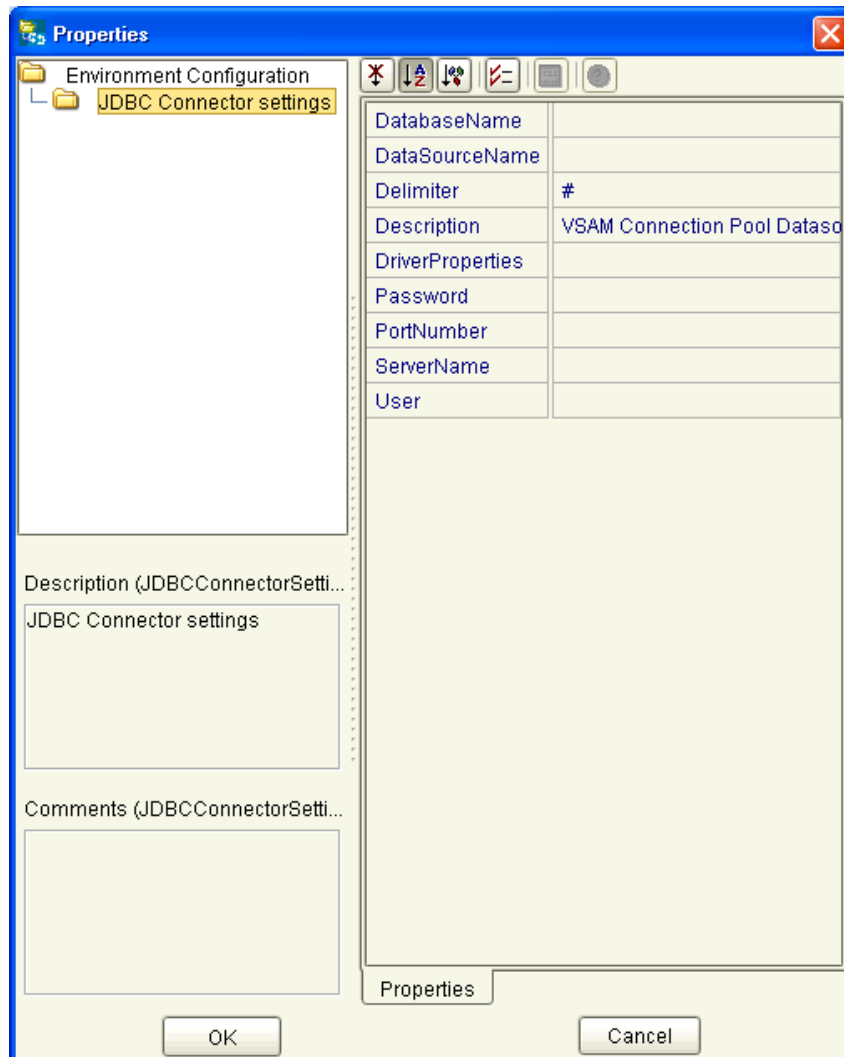 Properties
Environment Configuration
JDBC Connector settings
DatabaseName
DataSourceName
Delimiter #
Description VSAM Connection Pool Dataso
DriverProperties
Password
PortNumber
ServerName
User
Description (JDBCConnectorSetti...
JDBC Connector settings
Comments (JDBCConnectorSetti...
Properties
OK Cancel